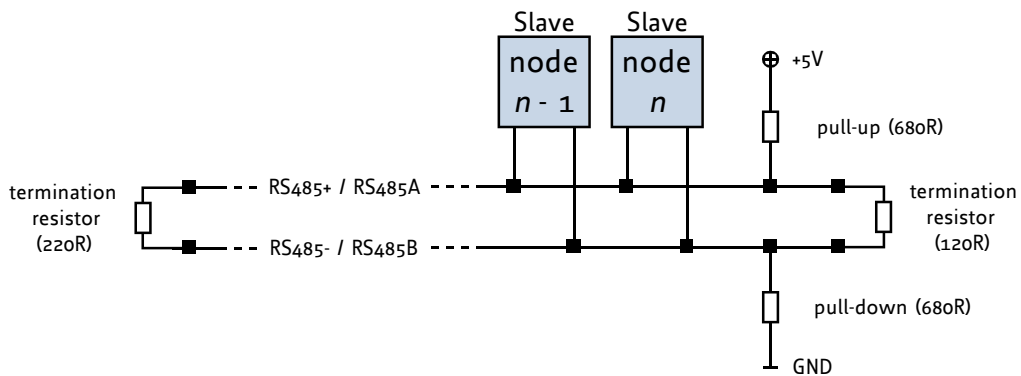 Slave Slave
node node
n - 1 n
+5V
pull-up (680R)
RS485+ / RS485A
termination
resistor
(220R)
termination
resistor
(120R)
RS485- / RS485B
pull-down (680R)
GND